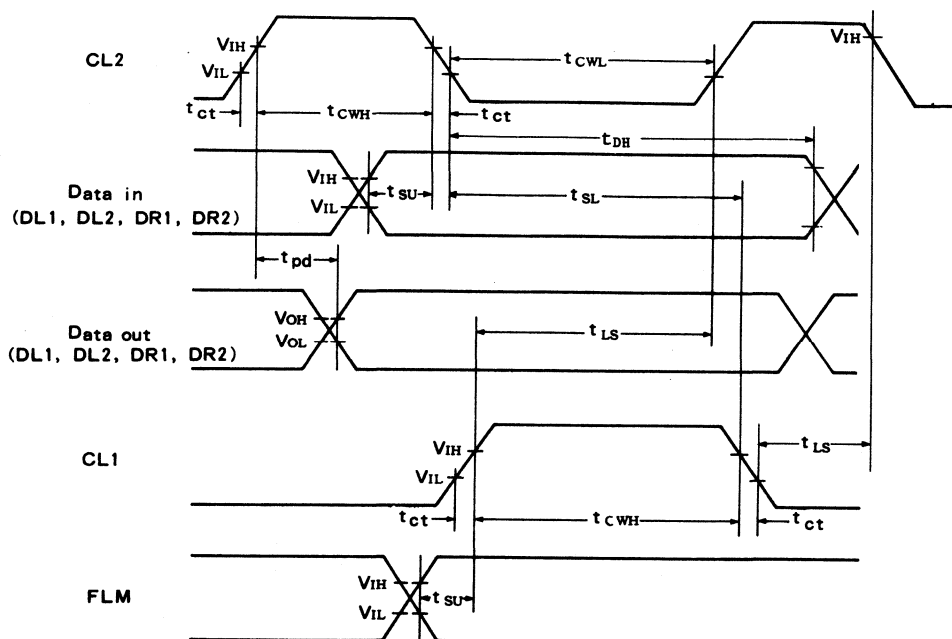 VIH
VIH
CL2
tCWL
VIL
tct
tCWH
tct
tDH
Data in
VIH
tSU
tSL
(DL1, DL2, DR1, DR2)
VIL
tpd
Data out
VOH
VOL
tLS
(DL1, DL2, DR1, DR2)
CL1
VIH
tLS
VIL
tct
tCWH
tct
FLM
VIH
tSU
VIL